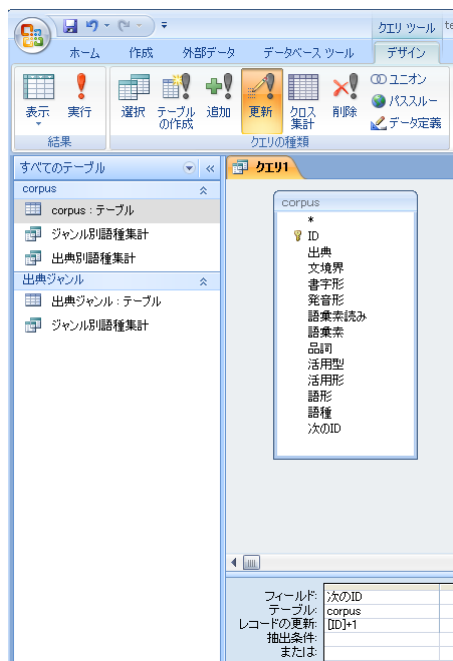 クエリ ツール te
ホーム 作成 外部データ データベース ツール デザイン
表示 実行 選択 テーブルの作成 追加 更新 クロス集計 削除
ユニオン
パススルー
データ定義
結果 クエリの種類
すべてのテーブル
corpus
corpus : テーブル
ジャンル別語種集計
出典別語種集計
出典ジャンル
出典ジャンル : テーブル
ジャンル別語種集計
クエリ1
corpus
*
ID
出典
文境界
書字形
発音形
語彙素読み
語彙素
品詞
活用型
活用形
語形
語種
次のID
フィールド: 次のID
テーブル: corpus
レコードの更新: [ID]+1
抽出条件:
または: